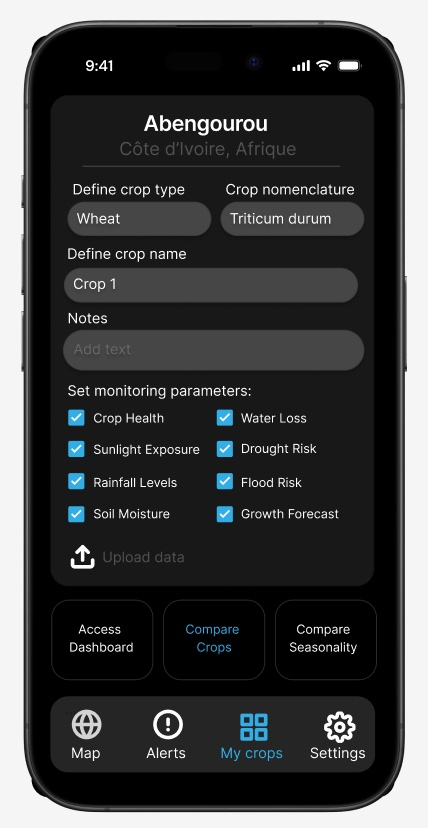 9:41
Abengourou
Côte d’Ivoire, Afrique
Define crop type
Crop nomenclature
Wheat
Triticum durum
Define crop name
Crop 1
Notes
Add text
Set monitoring parameters:
Crop Health
Water Loss
Sunlight Exposure
Drought Risk
Rainfall Levels
Flood Risk
Soil Moisture
Growth Forecast
Upload data
Access
Dashboard
Compare
Crops
Compare
Seasonality
Map
Alerts
My crops
Settings